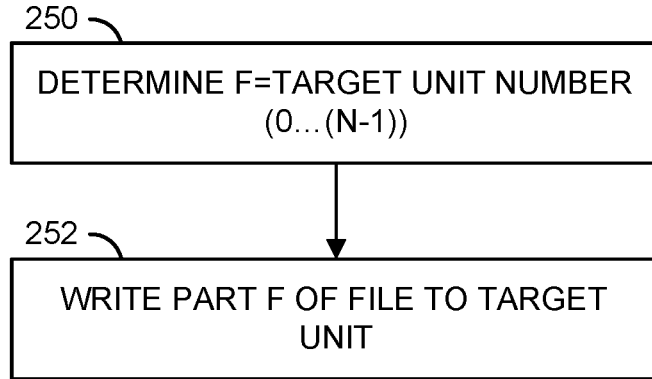 250
DETERMINE F=TARGET UNIT NUMBER
(0...(N-1))
252
WRITE PART F OF FILE TO TARGET
UNIT